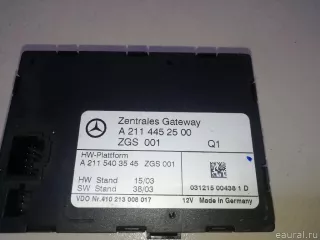 Zentrales Gateway
A 211 445 25 00
ZGS 001 Q1
HW-Plattform
A 211 540 35 45 ZGS 001
HW Stand 15/03
SW Stand 38/03
031215 00438 1 D
VDO Nr.410 213 008 017 12V Made in Germany
eaural.ru